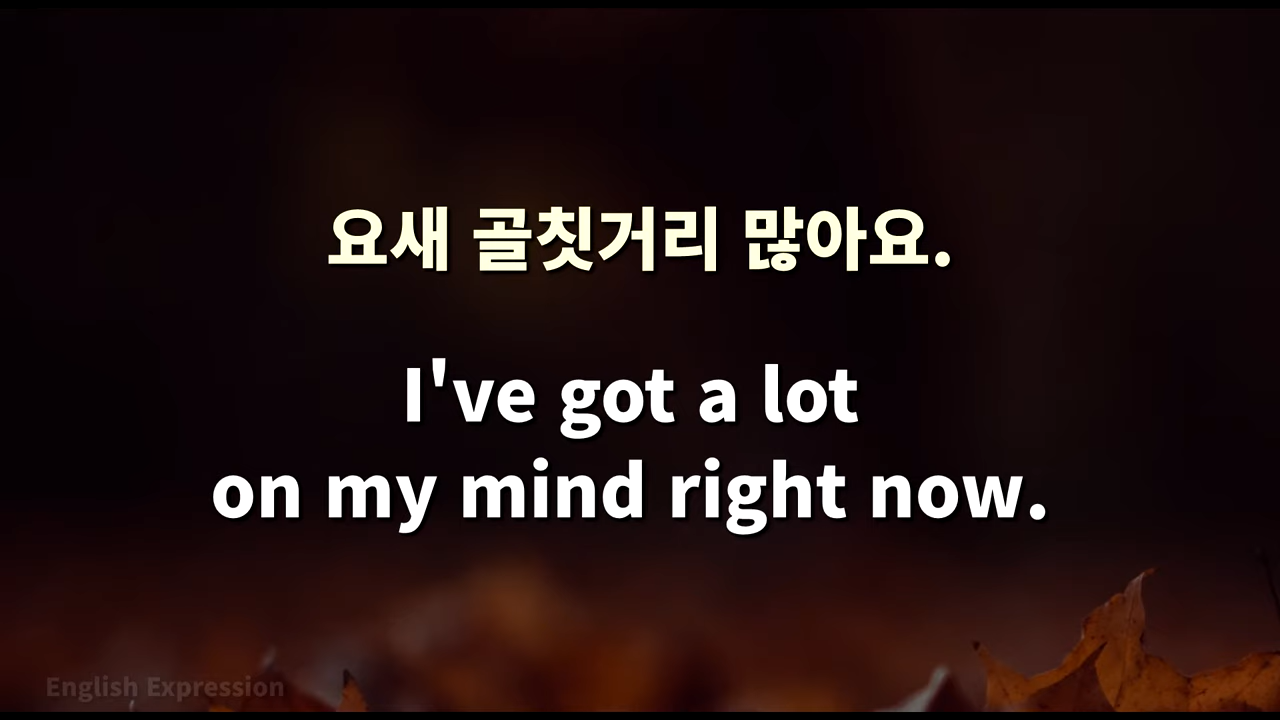 요새 골칫거리 많아요.
I've got a lot
on my mind right now.
English Expression